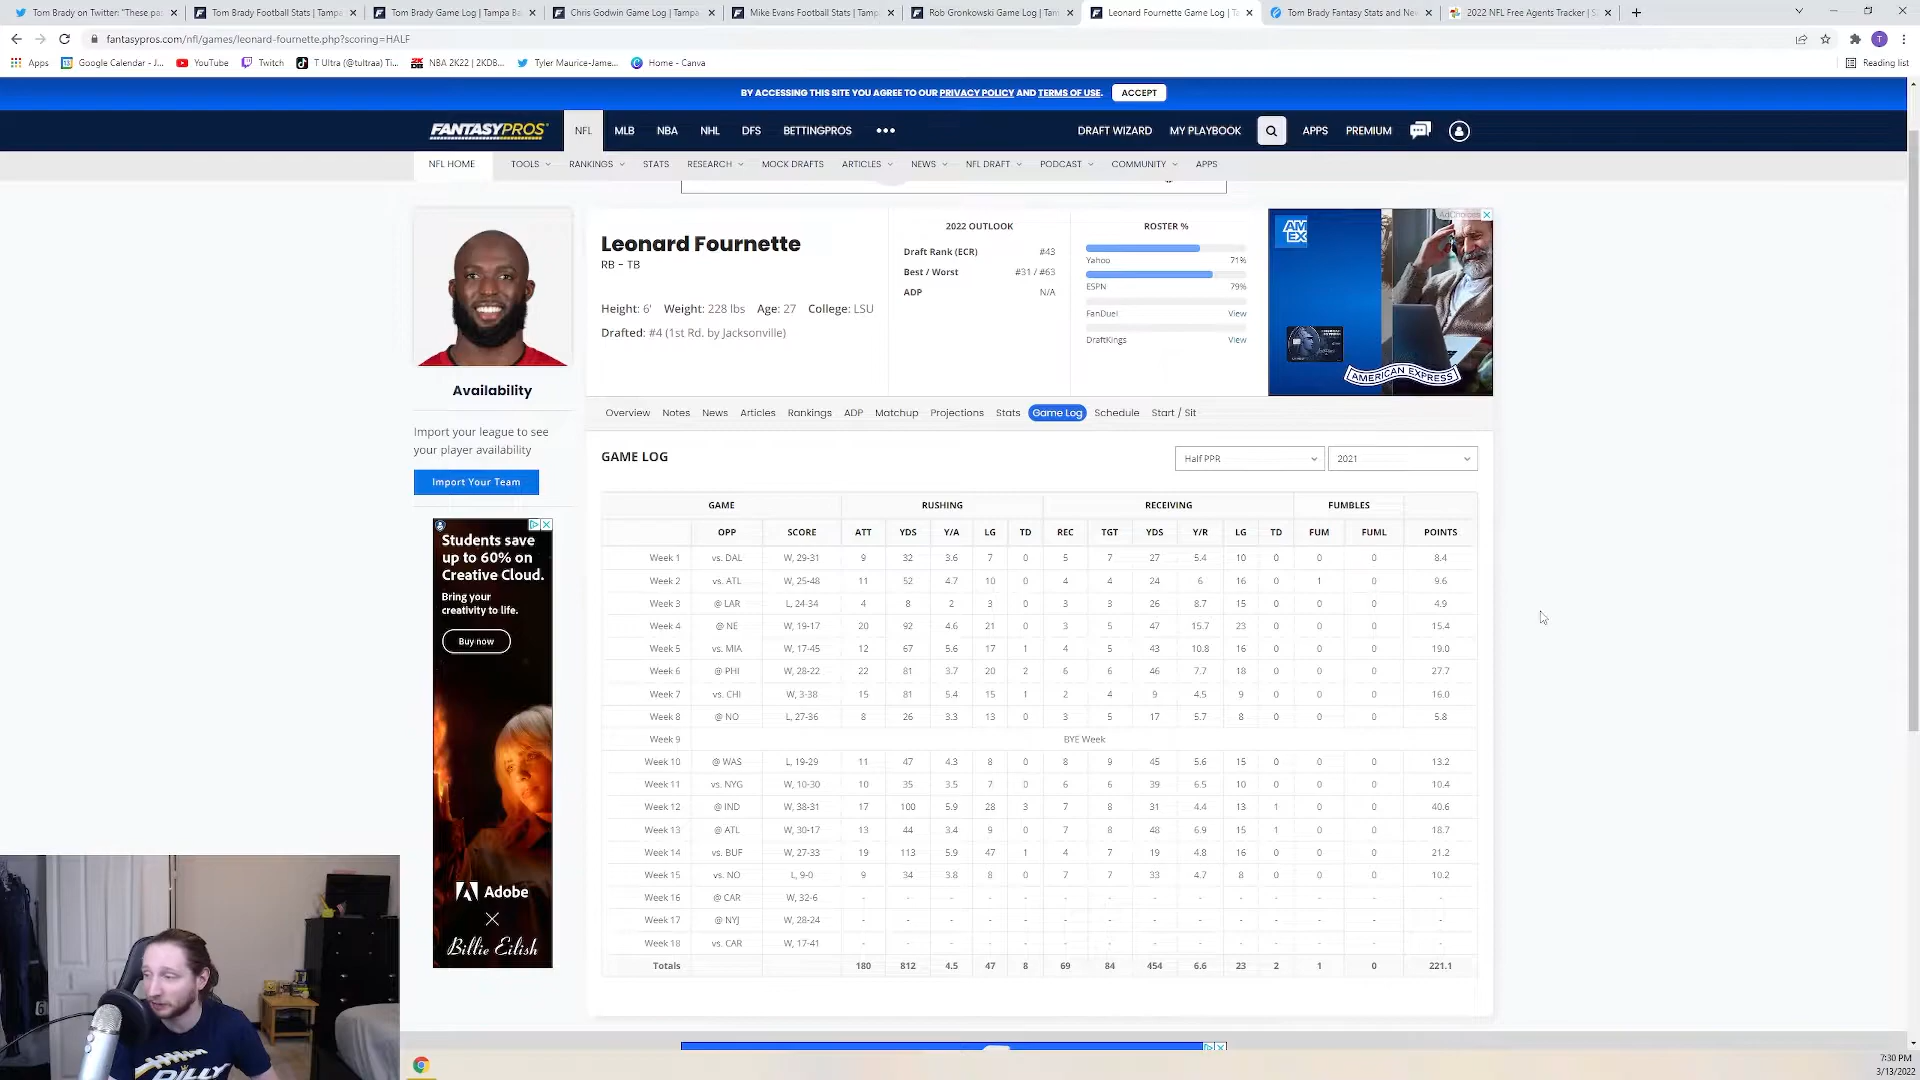 Tom Brady on Twitter: "These pas
Tom Brady Football Stats | Tampa
Tom Brady Game Log | Tampa Ba
Chris Godwin Game Log | Tampa
Mike Evans Football Stats | Tampa
Rob Gronkowski Game Log | Tam
Leonard Fournette Game Log | Ta
Tom Brady Fantasy Stats and Ne
2022 NFL Free Agents Tracker | S
fantasypros.com/nfl/games/leonard-fournette.php?scoring=HALF
T
Apps
Google Calendar - J...
YouTube
Twitch
T Ultra (@tultraa) Ti...
NBA 2K22 | 2KDB...
Tyler Maurice-Jame...
Home - Canva
Reading list
BY ACCESSING THIS SITE YOU AGREE TO OUR PRIVACY POLICY AND TERMS OF USE. ACCEPT
FANTASYPROS NFL MLB NBA NHL DFS BETTINGPROS DRAFT WIZARD MY PLAYBOOK APPS PREMIUM
NFL HOME TOOLS RANKINGS STATS RESEARCH MOCK DRAFTS ARTICLES NEWS NFL DRAFT PODCAST COMMUNITY APPS
Leonard Fournette
RB - TB
Height: 6' Weight: 228 lbs Age: 27 College: LSU
Drafted: #4 (1st Rd. by Jacksonville)
2022 OUTLOOK
Draft Rank (ECR) #43
Best / Worst #31 / #63
ADP N/A
ROSTER %
Yahoo 71%
ESPN 79%
FanDuel View
DraftKings View
AdChoices
AM
EX
AMERICAN EXPRESS
Availability
Import your league to see
your player availability
Import Your Team
Students save
up to 60% on
Creative Cloud.
Bring your
creativity to life.
Buy now
Adobe
Billie Eilish
Overview Notes News Articles Rankings ADP Matchup Projections Stats Game Log Schedule Start / Sit
GAME LOG Half PPR 2021
GAME RUSHING RECEIVING FUMBLES
OPP SCORE ATT YDS Y/A LG TD REC TGT YDS Y/R LG TD FUM FUML POINTS
Week 1 vs. DAL W, 29-31 9 32 3.6 7 0 5 7 27 5.4 10 0 0 0 8.4
Week 2 vs. ATL W, 25-48 11 52 4.7 10 0 4 4 24 6 16 0 1 0 9.6
Week 3 @ LAR L, 24-34 4 8 2 3 0 3 3 26 8.7 15 0 0 0 4.9
Week 4 @ NE W, 19-17 20 92 4.6 21 0 3 5 47 15.7 23 0 0 0 15.4
Week 5 vs. MIA W, 17-45 12 67 5.6 17 1 4 5 43 10.8 16 0 0 0 19.0
Week 6 @ PHI W, 28-22 22 81 3.7 20 2 6 6 46 7.7 18 0 0 0 27.7
Week 7 vs. CHI W, 3-38 15 81 5.4 15 1 2 4 9 4.5 9 0 0 0 16.0
Week 8 @ NO L, 27-36 8 26 3.3 13 0 3 5 17 5.7 8 0 0 0 5.8
Week 9 BYE Week
Week 10 @ WAS L, 19-29 11 47 4.3 8 0 8 9 45 5.6 15 0 0 0 13.2
Week 11 vs. NYG W, 10-30 10 35 3.5 7 0 6 6 39 6.5 10 0 0 0 10.4
Week 12 @ IND W, 38-31 17 100 5.9 28 3 7 8 31 4.4 13 1 0 0 40.6
Week 13 @ ATL W, 30-17 13 44 3.4 9 0 7 8 48 6.9 15 1 0 0 18.7
Week 14 vs. BUF W, 27-33 19 113 5.9 47 1 4 7 19 4.8 16 0 0 0 21.2
Week 15 vs. NO L, 9-0 9 34 3.8 8 0 7 7 33 4.7 8 0 0 0 10.2
Week 16 @ CAR W, 32-6 - - - - - - - - - - - - - -
Week 17 @ NYJ W, 28-24 - - - - - - - - - - - - - -
Week 18 vs. CAR W, 17-41 - - - - - - - - - - - - - -
Totals 180 812 4.5 47 8 69 84 454 6.6 23 2 1 0 221.1
7:30 PM
3/13/2022